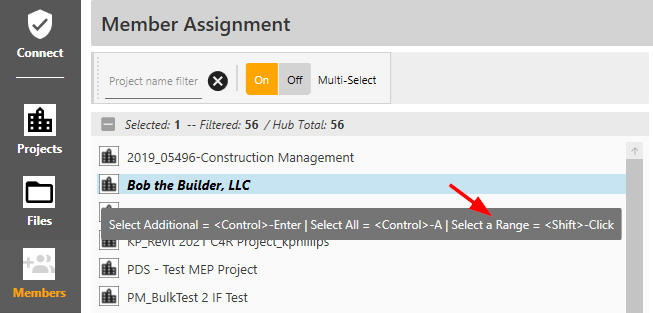 Connect
Projects
Files
Members
Member Assignment
Project name filter On Off Multi-Select
Selected: 1 -- Filtered: 56 / Hub Total: 56
2019_05496-Construction Management
Bob the Builder, LLC
Select Additional = <Control>-Enter | Select All = <Control>-A | Select a Range = <Shift>-Click
KP_Revit 2021 C4R Project_kphillips
PDS - Test MEP Project
PM_BulkTest 2 IF Test